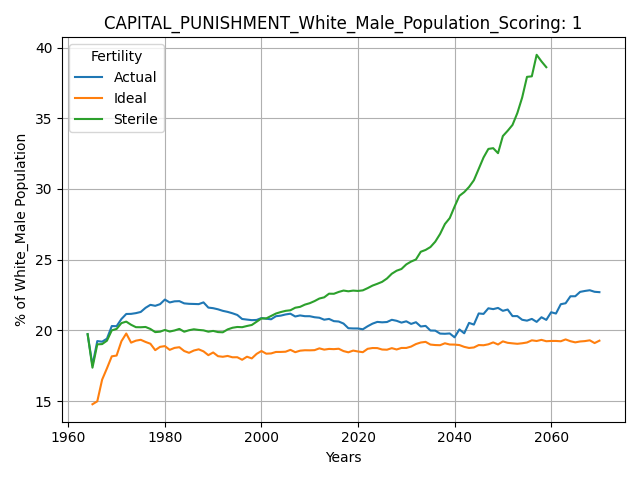 CAPITAL_PUNISHMENT_White_Male_Population_Scoring: 1
% of White_Male Population
40
35
30
25
20
15
Fertility
Actual
Ideal
Sterile
1960 1980 2000 2020 2040 2060
Years